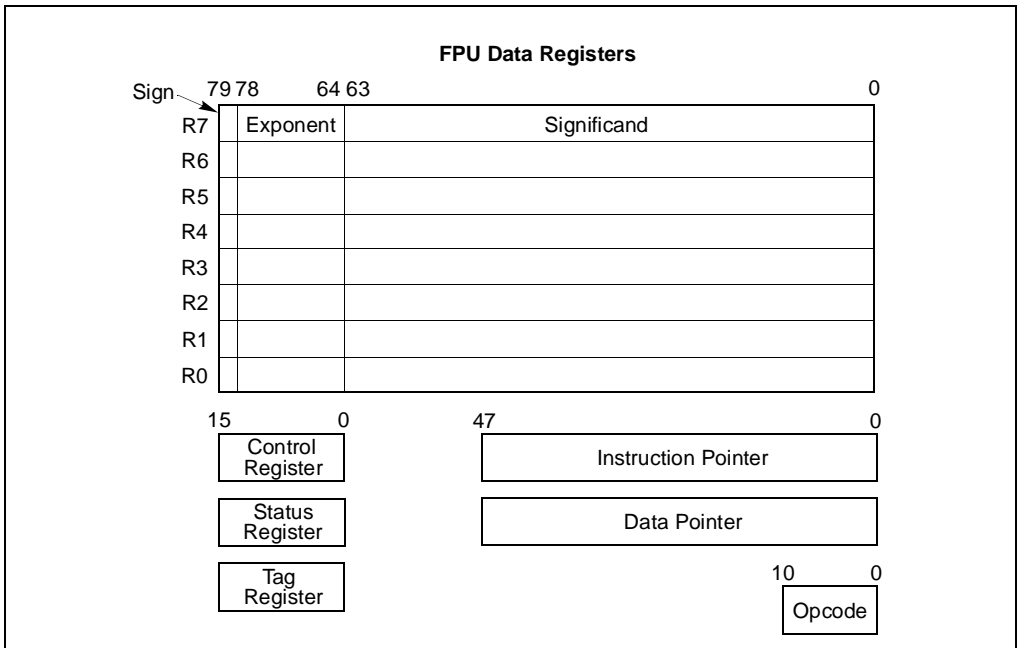 FPU Data Registers
Sign 79 78 64 63 0
R7 Exponent Significand
R6
R5
R4
R3
R2
R1
R0
15 0 47 0
Control
Register
Instruction Pointer
Status
Register
Data Pointer
Tag
Register
10 0
Opcode